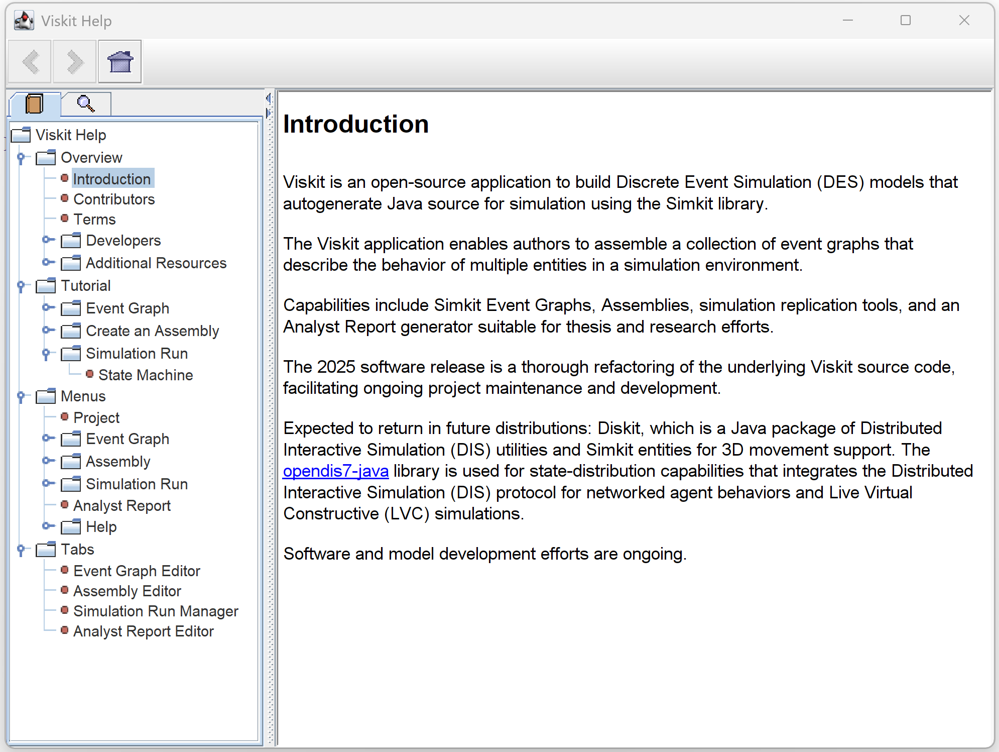 Viskit Help
Viskit Help
Overview
Introduction
Contributors
Terms
Developers
Additional Resources
Tutorial
Event Graph
Create an Assembly
Simulation Run
State Machine
Menus
Project
Event Graph
Assembly
Simulation Run
Analyst Report
Help
Tabs
Event Graph Editor
Assembly Editor
Simulation Run Manager
Analyst Report Editor
Introduction
Viskit is an open-source application to build Discrete Event Simulation (DES) models that
autogenerate Java source for simulation using the Simkit library.
The Viskit application enables authors to assemble a collection of event graphs that
describe the behavior of multiple entities in a simulation environment.
Capabilities include Simkit Event Graphs, Assemblies, simulation replication tools, and an
Analyst Report generator suitable for thesis and research efforts.
The 2025 software release is a thorough refactoring of the underlying Viskit source code,
facilitating ongoing project maintenance and development.
Expected to return in future distributions: Diskit, which is a Java package of Distributed
Interactive Simulation (DIS) utilities and Simkit entities for 3D movement support. The
opendis7-java library is used for state-distribution capabilities that integrates the Distributed
Interactive Simulation (DIS) protocol for networked agent behaviors and Live Virtual
Constructive (LVC) simulations.
Software and model development efforts are ongoing.